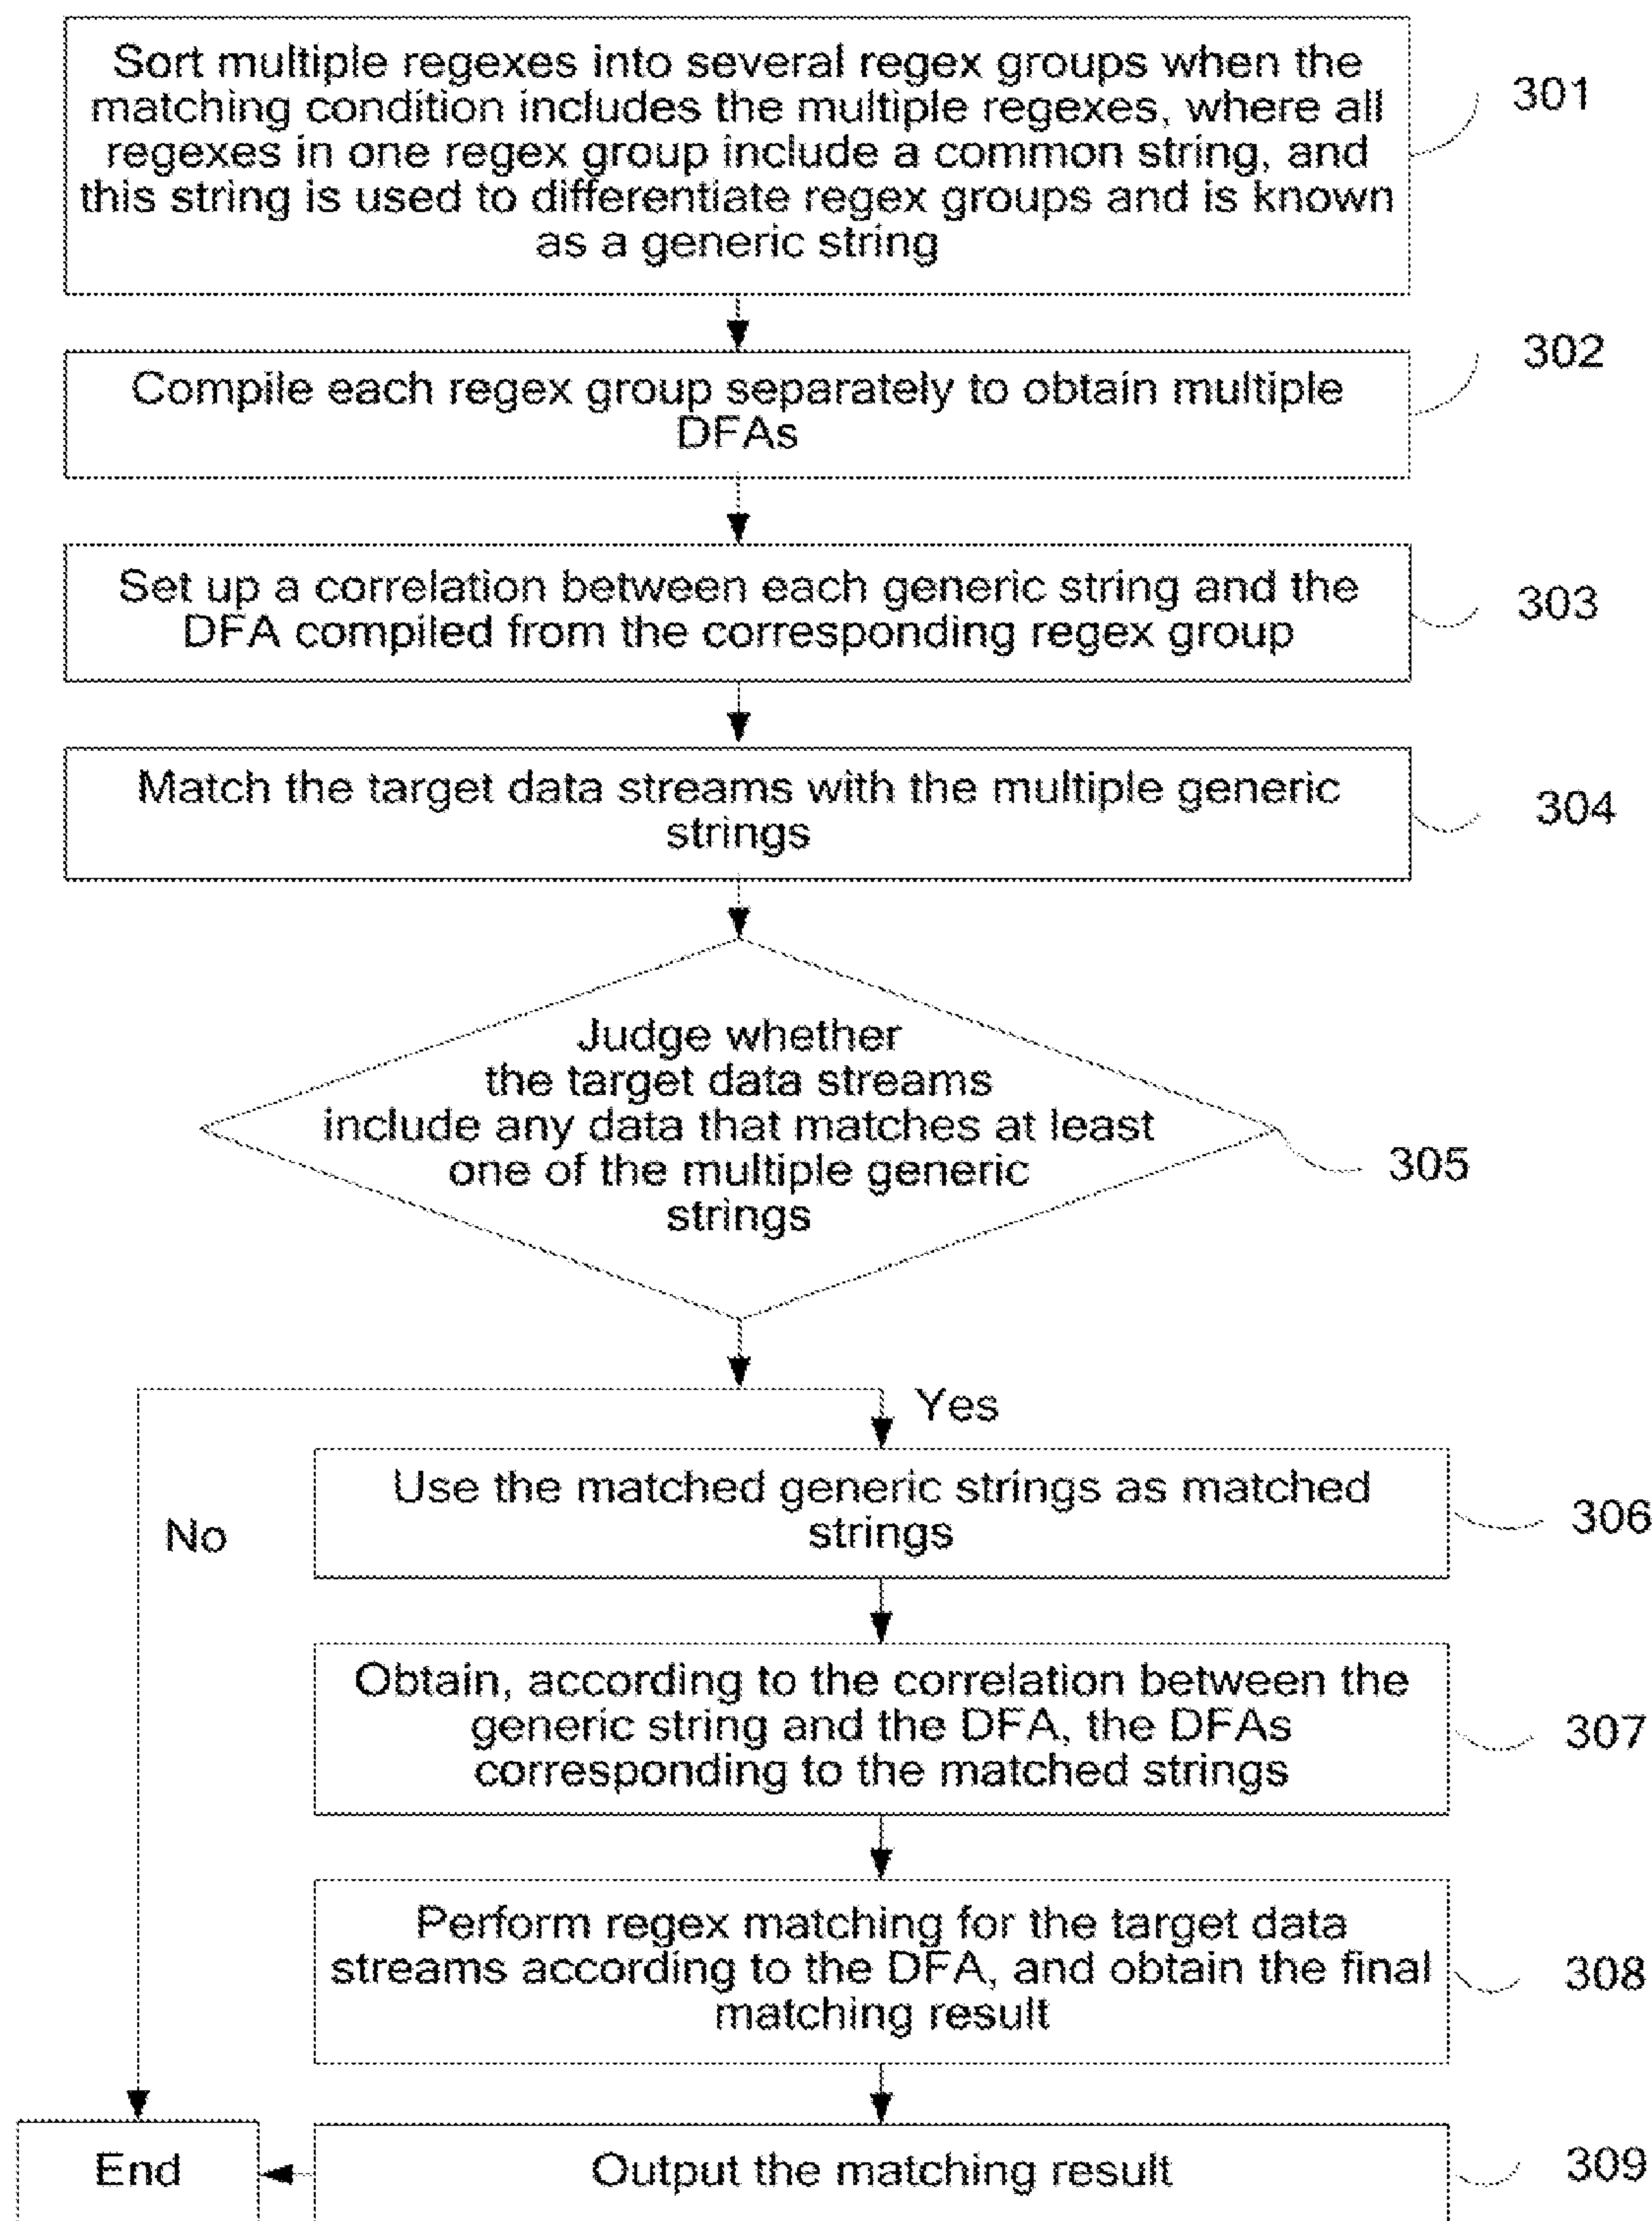 Sort multiple regexes into several regex groups when the
matching condition includes the multiple regexes, where all
regexes in one regex group include a common string, and
this string is used to differentiate regex groups and is known
as a generic string
301
Compile each regex group separately to obtain multiple
DFAs
302
Set up a correlation between each generic string and the
DFA compiled from the corresponding regex group
303
Match the target data streams with the multiple generic
strings
304
Judge whether
the target data streams
include any data that matches at least
one of the multiple generic
strings
305
Yes
No
Use the matched generic strings as matched
strings
306
Obtain, according to the correlation between the
generic string and the DFA, the DFAs
corresponding to the matched strings
307
Perform regex matching for the target data
streams according to the DFA, and obtain the final
matching result
308
End
Output the matching result
309